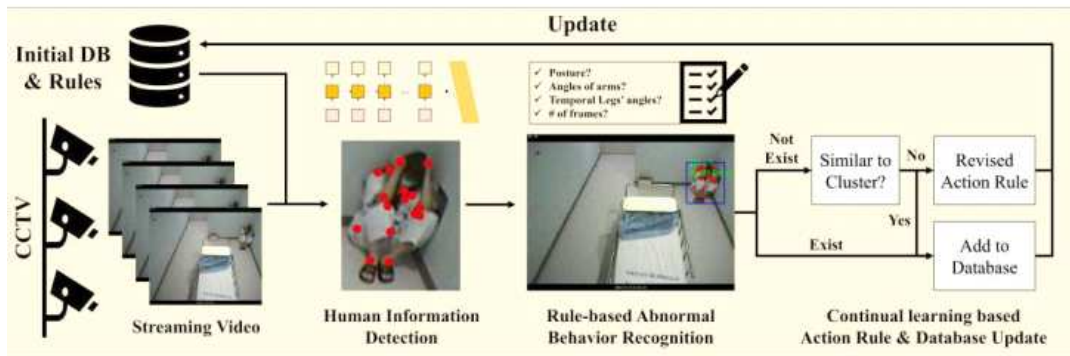 Update
Initial DB
& Rules
✓ Posture?
✓ Angles of arms?
✓ Temporal Legs' angles?
✓ # of frames?
CCTV
Not
Exist
Similar to
Cluster?
No
Revised
Action Rule
Yes
Exist
Add to
Database
Streaming Video
Human Information
Detection
Rule-based Abnormal
Behavior Recognition
Continual learning based
Action Rule & Database Update